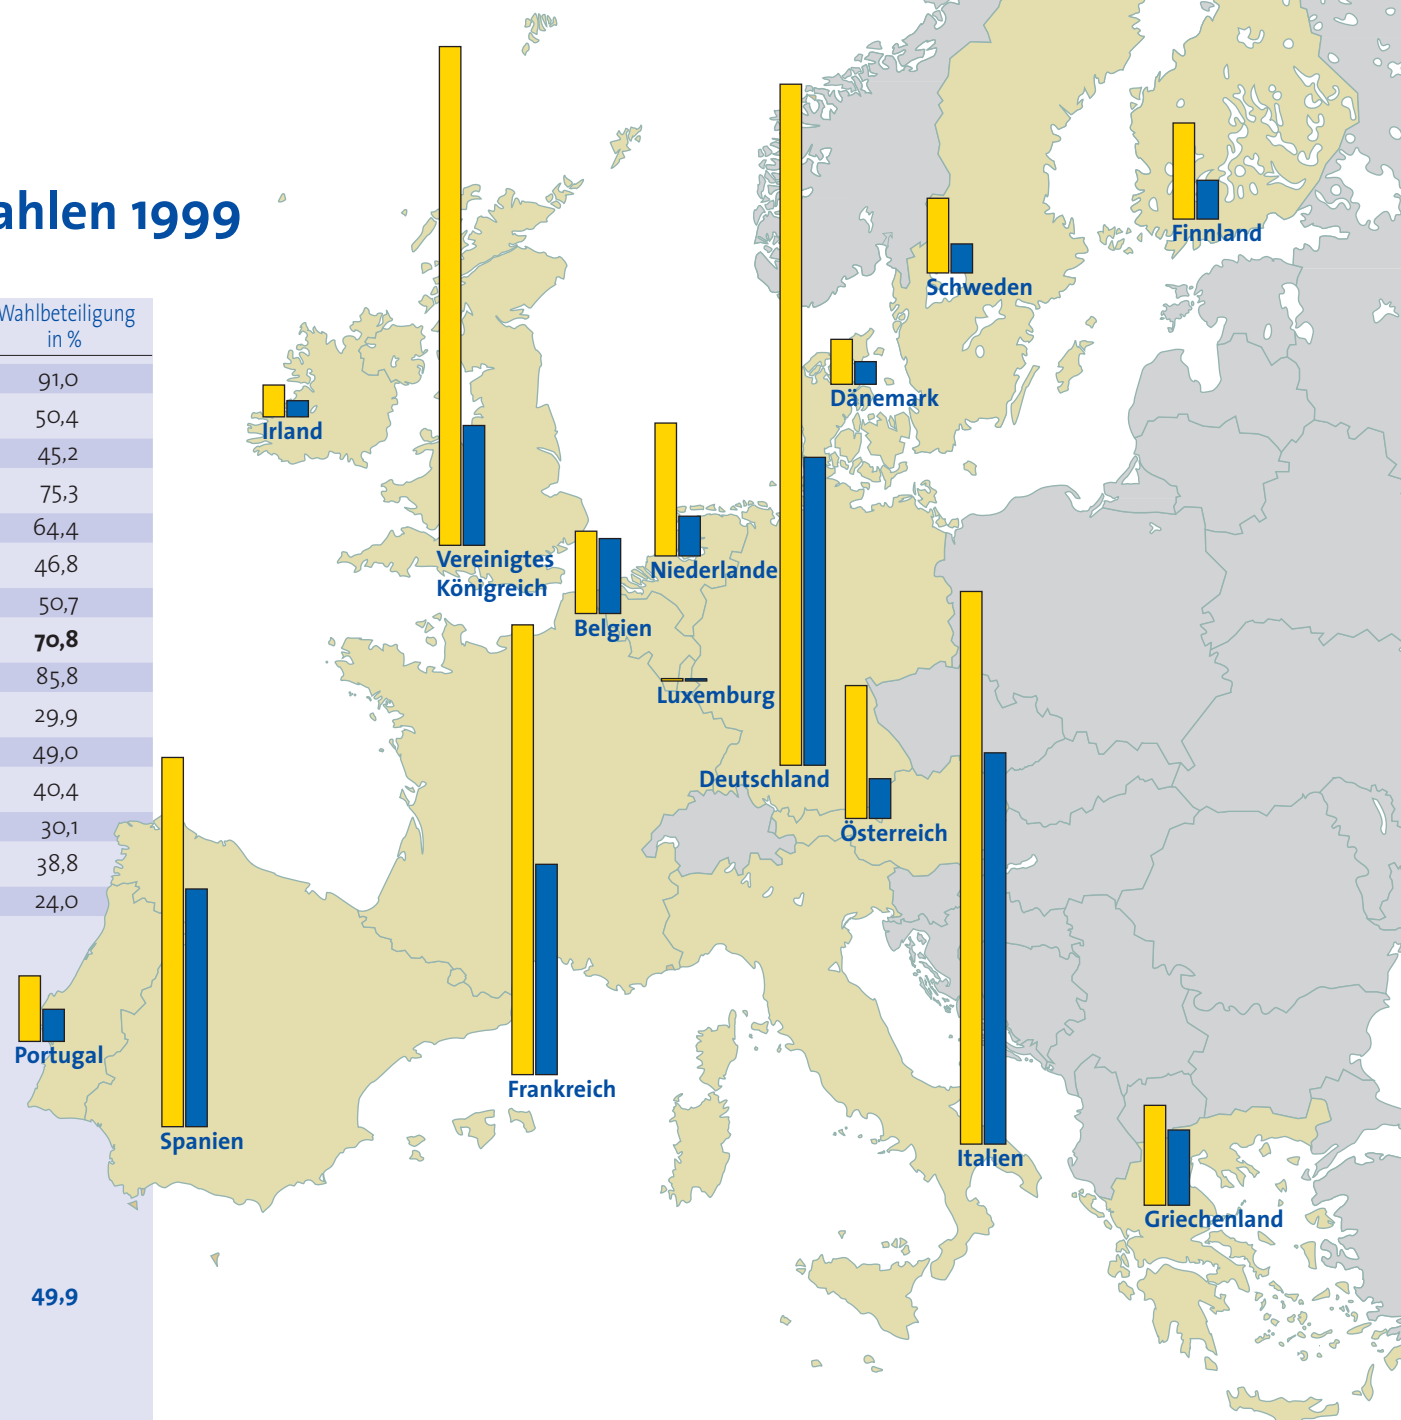 ahlen 1999
Wahlbeteiligung
in %
91,0
50,4
45,2
75,3
64,4
46,8
50,7
70,8
85,8
29,9
49,0
40,4
30,1
38,8
24,0
49,9
Finnland
Schweden
Dänemark
Irland
Vereinigtes
Königreich
Niederlande
Belgien
Luxemburg
Deutschland
Österreich
Portugal
Frankreich
Spanien
Italien
Griechenland